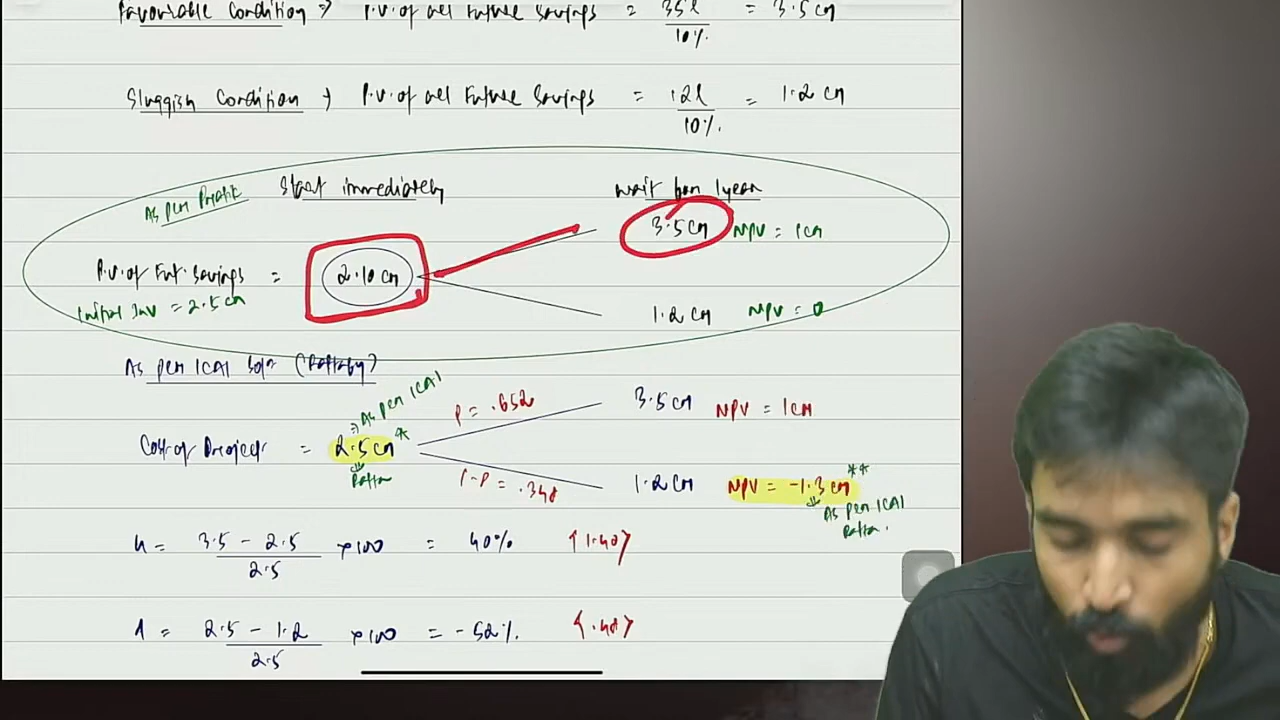 Favourable Condition → P.V. of all Future Savings = 35l / 10% = 3.5 cr
Sluggish Condition → P.V. of all Future Savings = 12l / 10% = 1.2 cr
As per Pratik
Start immediately
Wait for 1 year
3.5 cr NPV = 1 cr
P.V. of Fut. Savings = 2.10 cr
Initial Inv = 2.5 cr
1.2 cr NPV = 0
As per ICAI Soln
→ As per ICAI
P = .652
3.5 cr NPV = 1 cr
Cost of Project = 2.5 cr*
1-P = .348
1.2 cr NPV = -1.3 cr **
As per ICAI
u = 3.5 - 2.5 / 2.5 × 100 = 40% {1.40}
d = 2.5 - 1.2 / 2.5 × 100 = -52% {.48}